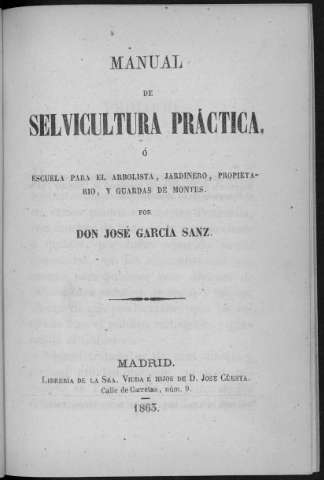 MANUAL
DE
SELVICULTURA PRÁCTICA,
Ó
ESCUELA PARA EL ARBOLISTA, JARDINERO, PROPIETA-
RIO, Y GUARDAS DE MONTES.
POR
DON JOSÉ GARCÍA SANZ.
MADRID.
LIBRERÍA DE LA SRA. VIUDA É HIJOS DE D. JOSÉ CUESTA.
Calle de Carretas, núm. 9.
1863.